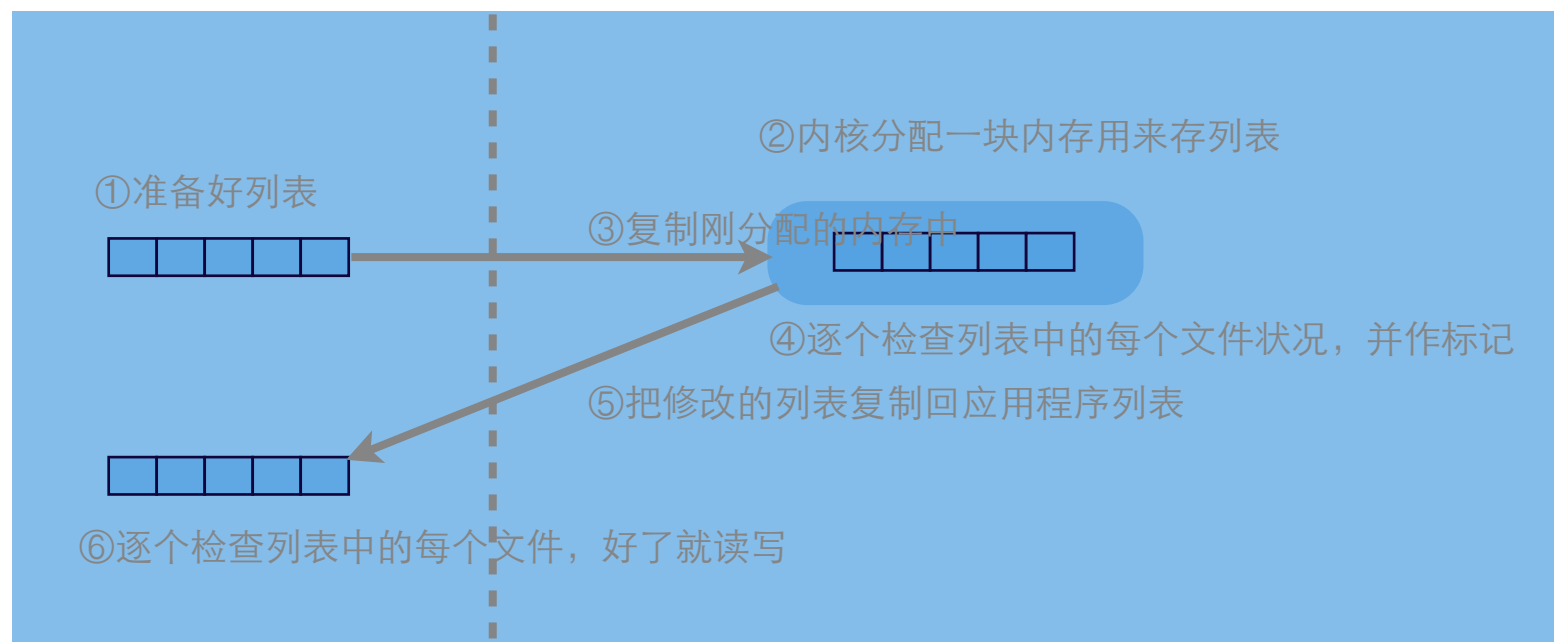 ②内核分配一块内存用来存列表
①准备好列表
③复制刚分配的内存中
④逐个检查列表中的每个文件状况，并作标记
⑤把修改的列表复制回应用程序列表
⑥逐个检查列表中的每个文件，好了就读写